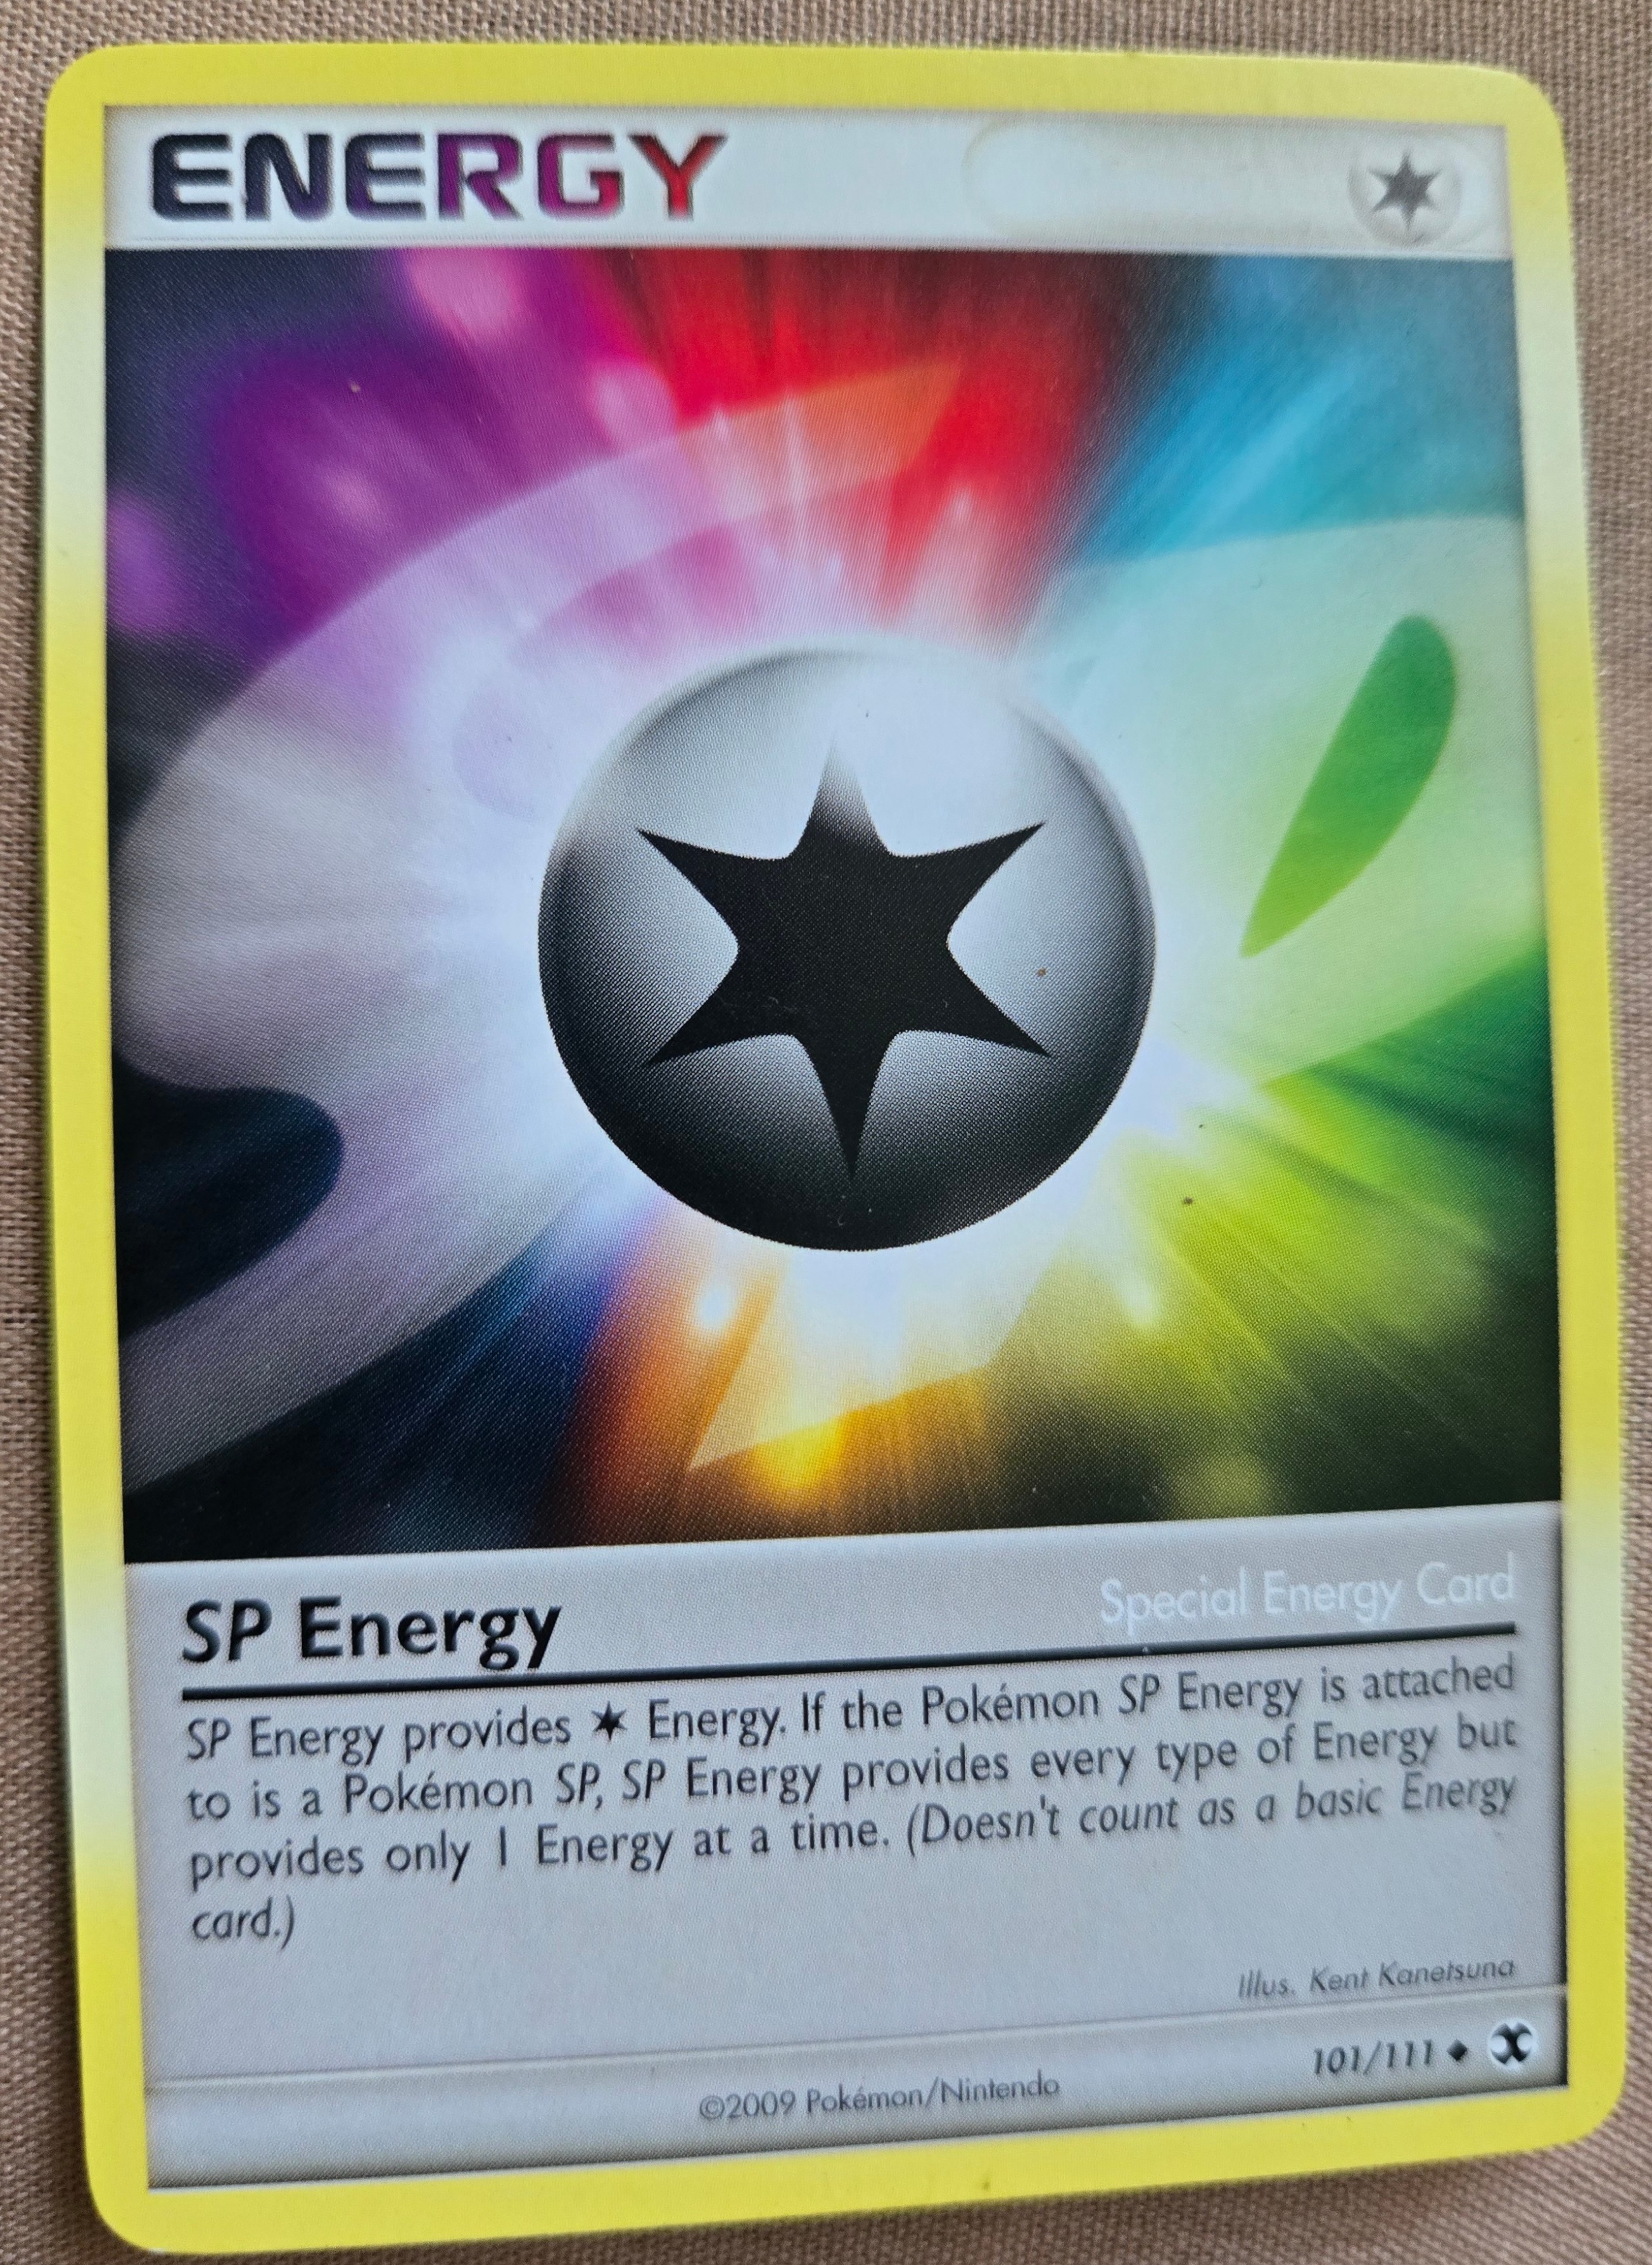 ENERGY
SP Energy
Special Energy Card
SP Energy provides ✶ Energy. If the Pokémon SP Energy is attached
to is a Pokémon SP, SP Energy provides every type of Energy but
provides only 1 Energy at a time. (Doesn't count as a basic Energy
card.)
Illus. Kent Kanetsuna
101/111 ◆
©2009 Pokémon/Nintendo